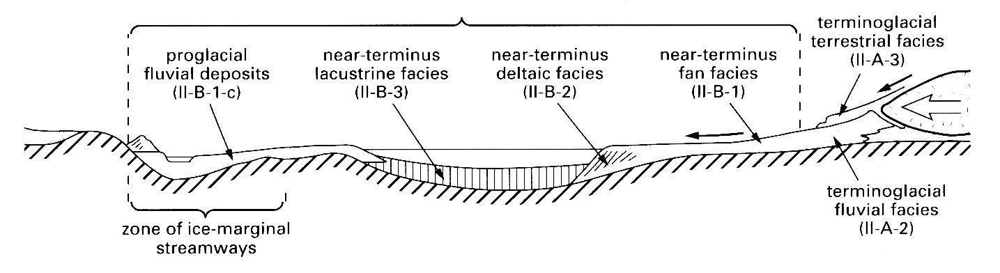 terminoglacial
terrestrial facies
(II-A-3)
proglacial
fluvial deposits
(II-B-1-c)
near-terminus
lacustrine facies
(II-B-3)
near-terminus
deltaic facies
(II-B-2)
near-terminus
fan facies
(II-B-1)
terminoglacial
fluvial facies
(II-A-2)
zone of ice-marginal
streamways